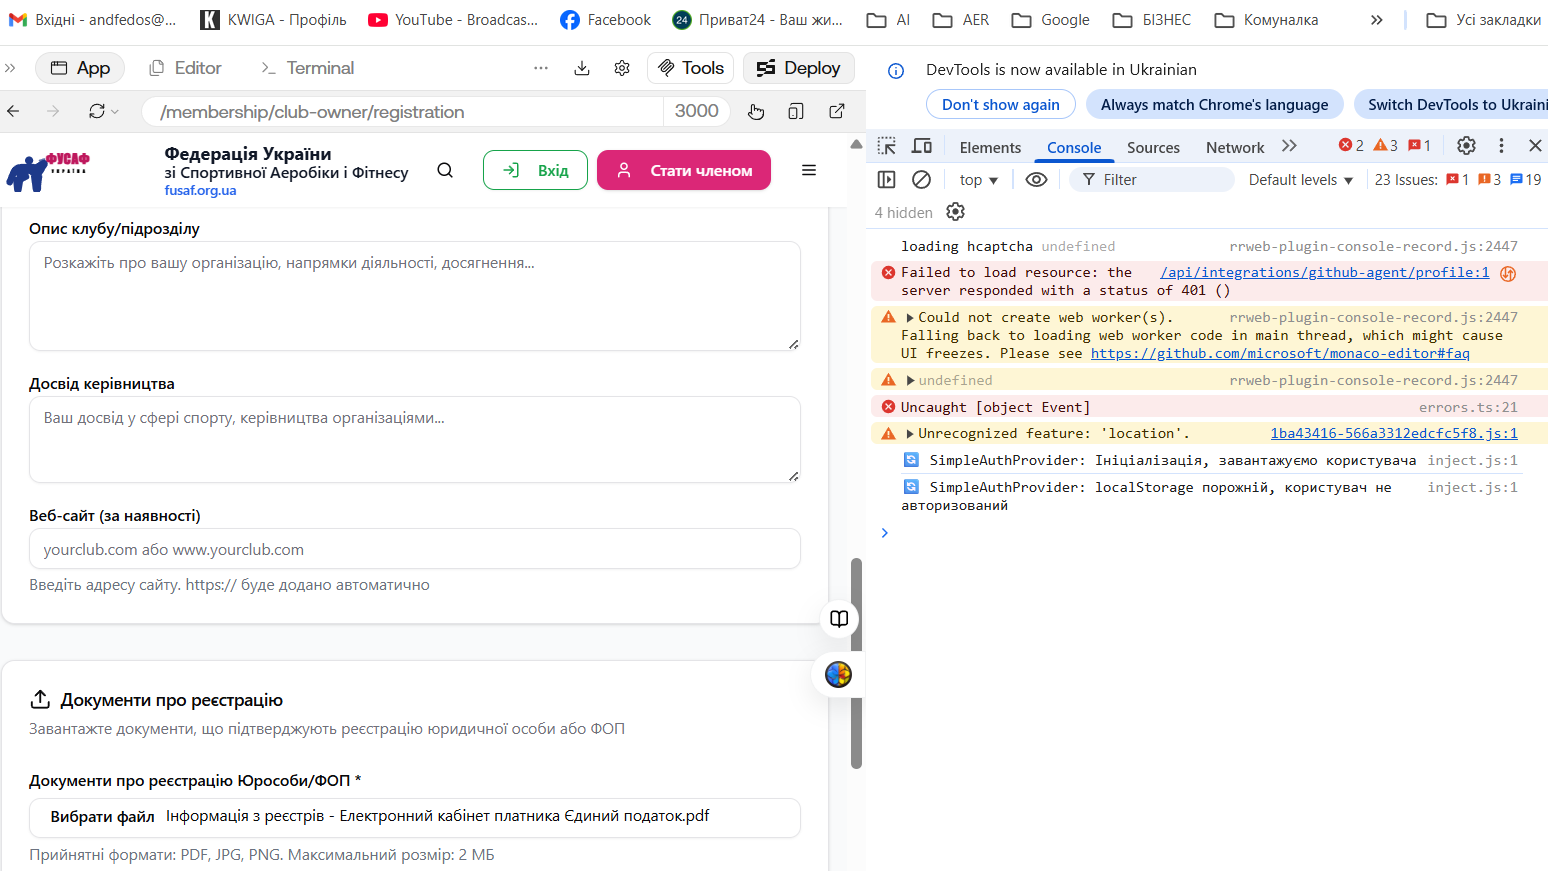 Вхідні - andfedos@...
KWIGA - Профіль
YouTube - Broadcas...
Facebook
24
Приват24 - Ваш жи...
AI
AER
Google
БІЗНЕС
Комуналка
Усі закладки
App
Editor
Terminal
Tools
Deploy
/membership/club-owner/registration
3000
ФУСАФ
УКРАЇНА
Федерація України
зі Спортивної Аеробіки і Фітнесу
fusaf.org.ua
Вхід
Стати членом
Опис клубу/підрозділу
Розкажіть про вашу організацію, напрямки діяльності, досягнення...
Досвід керівництва
Ваш досвід у сфері спорту, керівництва організаціями...
Веб-сайт (за наявності)
yourclub.com або www.yourclub.com
Введіть адресу сайту. https:// буде додано автоматично
Документи про реєстрацію
Завантажте документи, що підтверджують реєстрацію юридичної особи або ФОП
Документи про реєстрацію Юрособи/ФОП *
Вибрати файл Інформація з реєстрів - Електронний кабінет платника Єдиний податок.pdf
Прийнятні формати: PDF, JPG, PNG. Максимальний розмір: 2 МБ
DevTools is now available in Ukrainian
Don't show again
Always match Chrome's language
Switch DevTools to Ukraini
Elements
Console
Sources
Network
2
3
1
top
Filter
Default levels
23 Issues:
1
3
19
4 hidden
loading hcaptcha undefined rrweb-plugin-console-record.js:2447
Failed to load resource: the /api/integrations/github-agent/profile:1
server responded with a status of 401 ()
Could not create web worker(s). rrweb-plugin-console-record.js:2447
Falling back to loading web worker code in main thread, which might cause
UI freezes. Please see https://github.com/microsoft/monaco-editor#faq
undefined rrweb-plugin-console-record.js:2447
Uncaught [object Event] errors.ts:21
Unrecognized feature: 'location'. 1ba43416-566a3312edcfc5f8.js:1
SimpleAuthProvider: Ініціалізація, завантажуємо користувача inject.js:1
SimpleAuthProvider: localStorage порожній, користувач не inject.js:1
авторизований